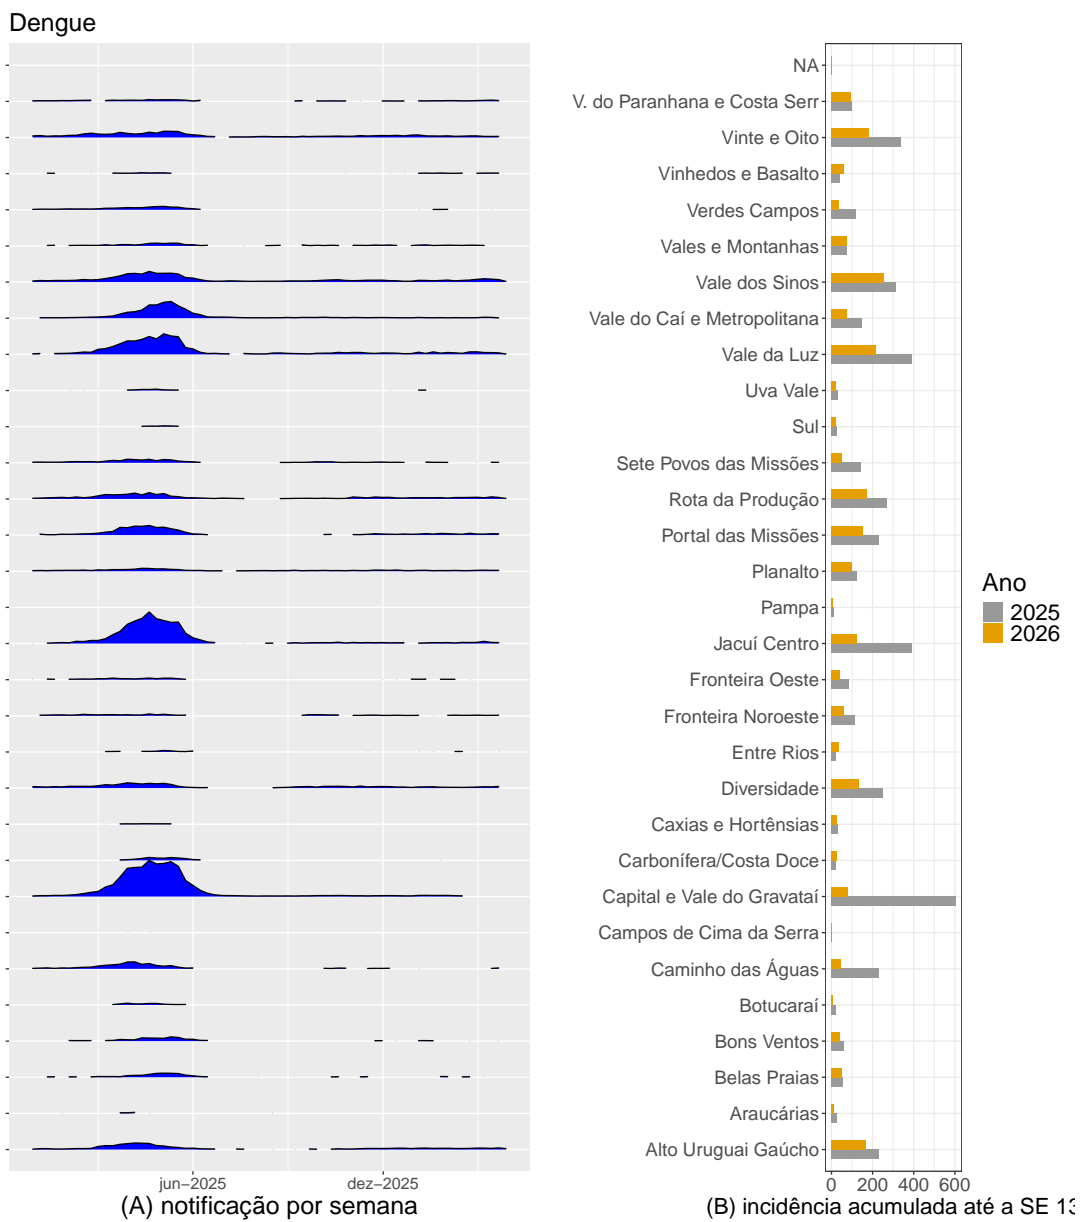 Dengue
NA
V. do Paranhana e Costa Serr
Vinte e Oito
Vinhedos e Basalto
Verdes Campos
Vales e Montanhas
Vale dos Sinos
Vale do Caí e Metropolitana
Vale da Luz
Uva Vale
Sul
Sete Povos das Missões
Rota da Produção
Portal das Missões
Planalto
Pampa
Jacuí Centro
Fronteira Oeste
Fronteira Noroeste
Entre Rios
Diversidade
Caxias e Hortênsias
Carbonífera/Costa Doce
Capital e Vale do Gravataí
Campos de Cima da Serra
Caminho das Águas
Botucaraí
Bons Ventos
Belas Praias
Araucárias
Alto Uruguai Gaúcho
Ano
2025
2026
jun−2025 dez−2025
0 200 400 600
(A) notificação por semana
(B) incidência acumulada até a SE 13